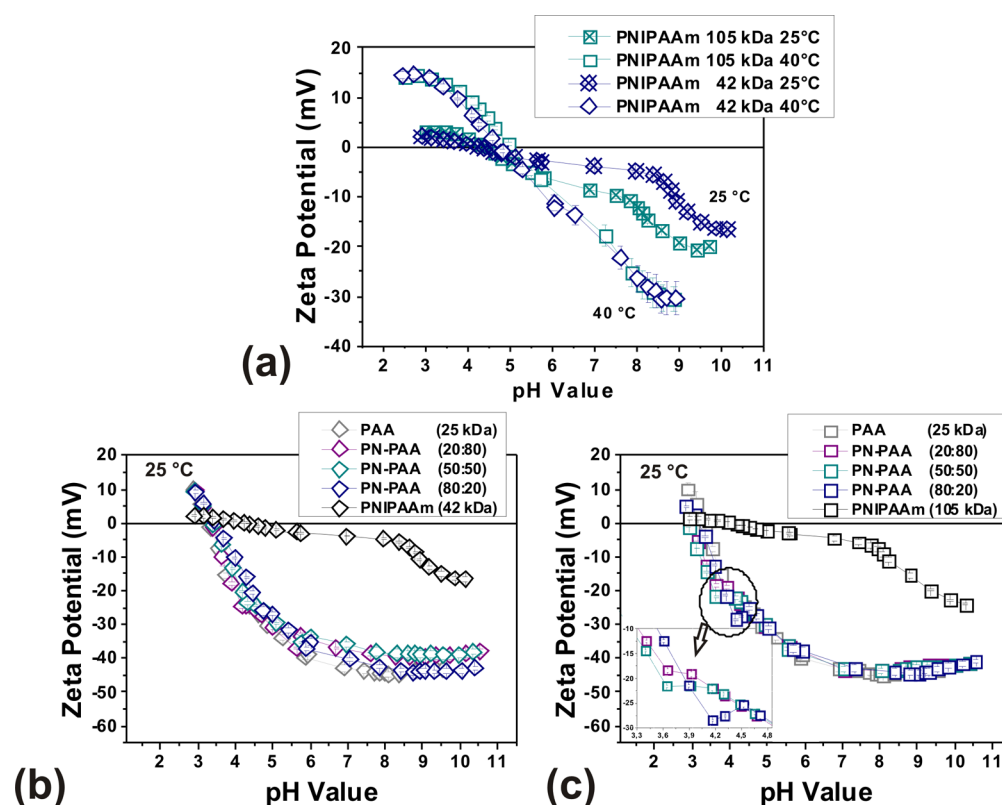 PNIPAAm 105 kDa 25°C
PNIPAAm 105 kDa 40°C
PNIPAAm 42 kDa 25°C
PNIPAAm 42 kDa 40°C
Zeta Potential (mV)
20
10
0
-10
-20
-30
-40
25 °C
40 °C
2 3 4 5 6 7 8 9 10 11
pH Value
(a)
PAA (25 kDa)
PN-PAA (20:80)
PN-PAA (50:50)
PN-PAA (80:20)
PNIPAAm (42 kDa)
25 °C
Zeta Potential (mV)
20
10
0
-10
-20
-30
-40
-50
-60
2 3 4 5 6 7 8 9 10 11
pH Value
(b)
PAA (25 kDa)
PN-PAA (20:80)
PN-PAA (50:50)
PN-PAA (80:20)
PNIPAAm (105 kDa)
25 °C
Zeta Potential (mV)
20
10
0
-10
-20
-30
-40
-50
-60
-10
-15
-20
-25
-30
3,3 3,6 3,9 4,2 4,5 4,8
2 3 4 5 6 7 8 9 10 11
pH Value
(c)